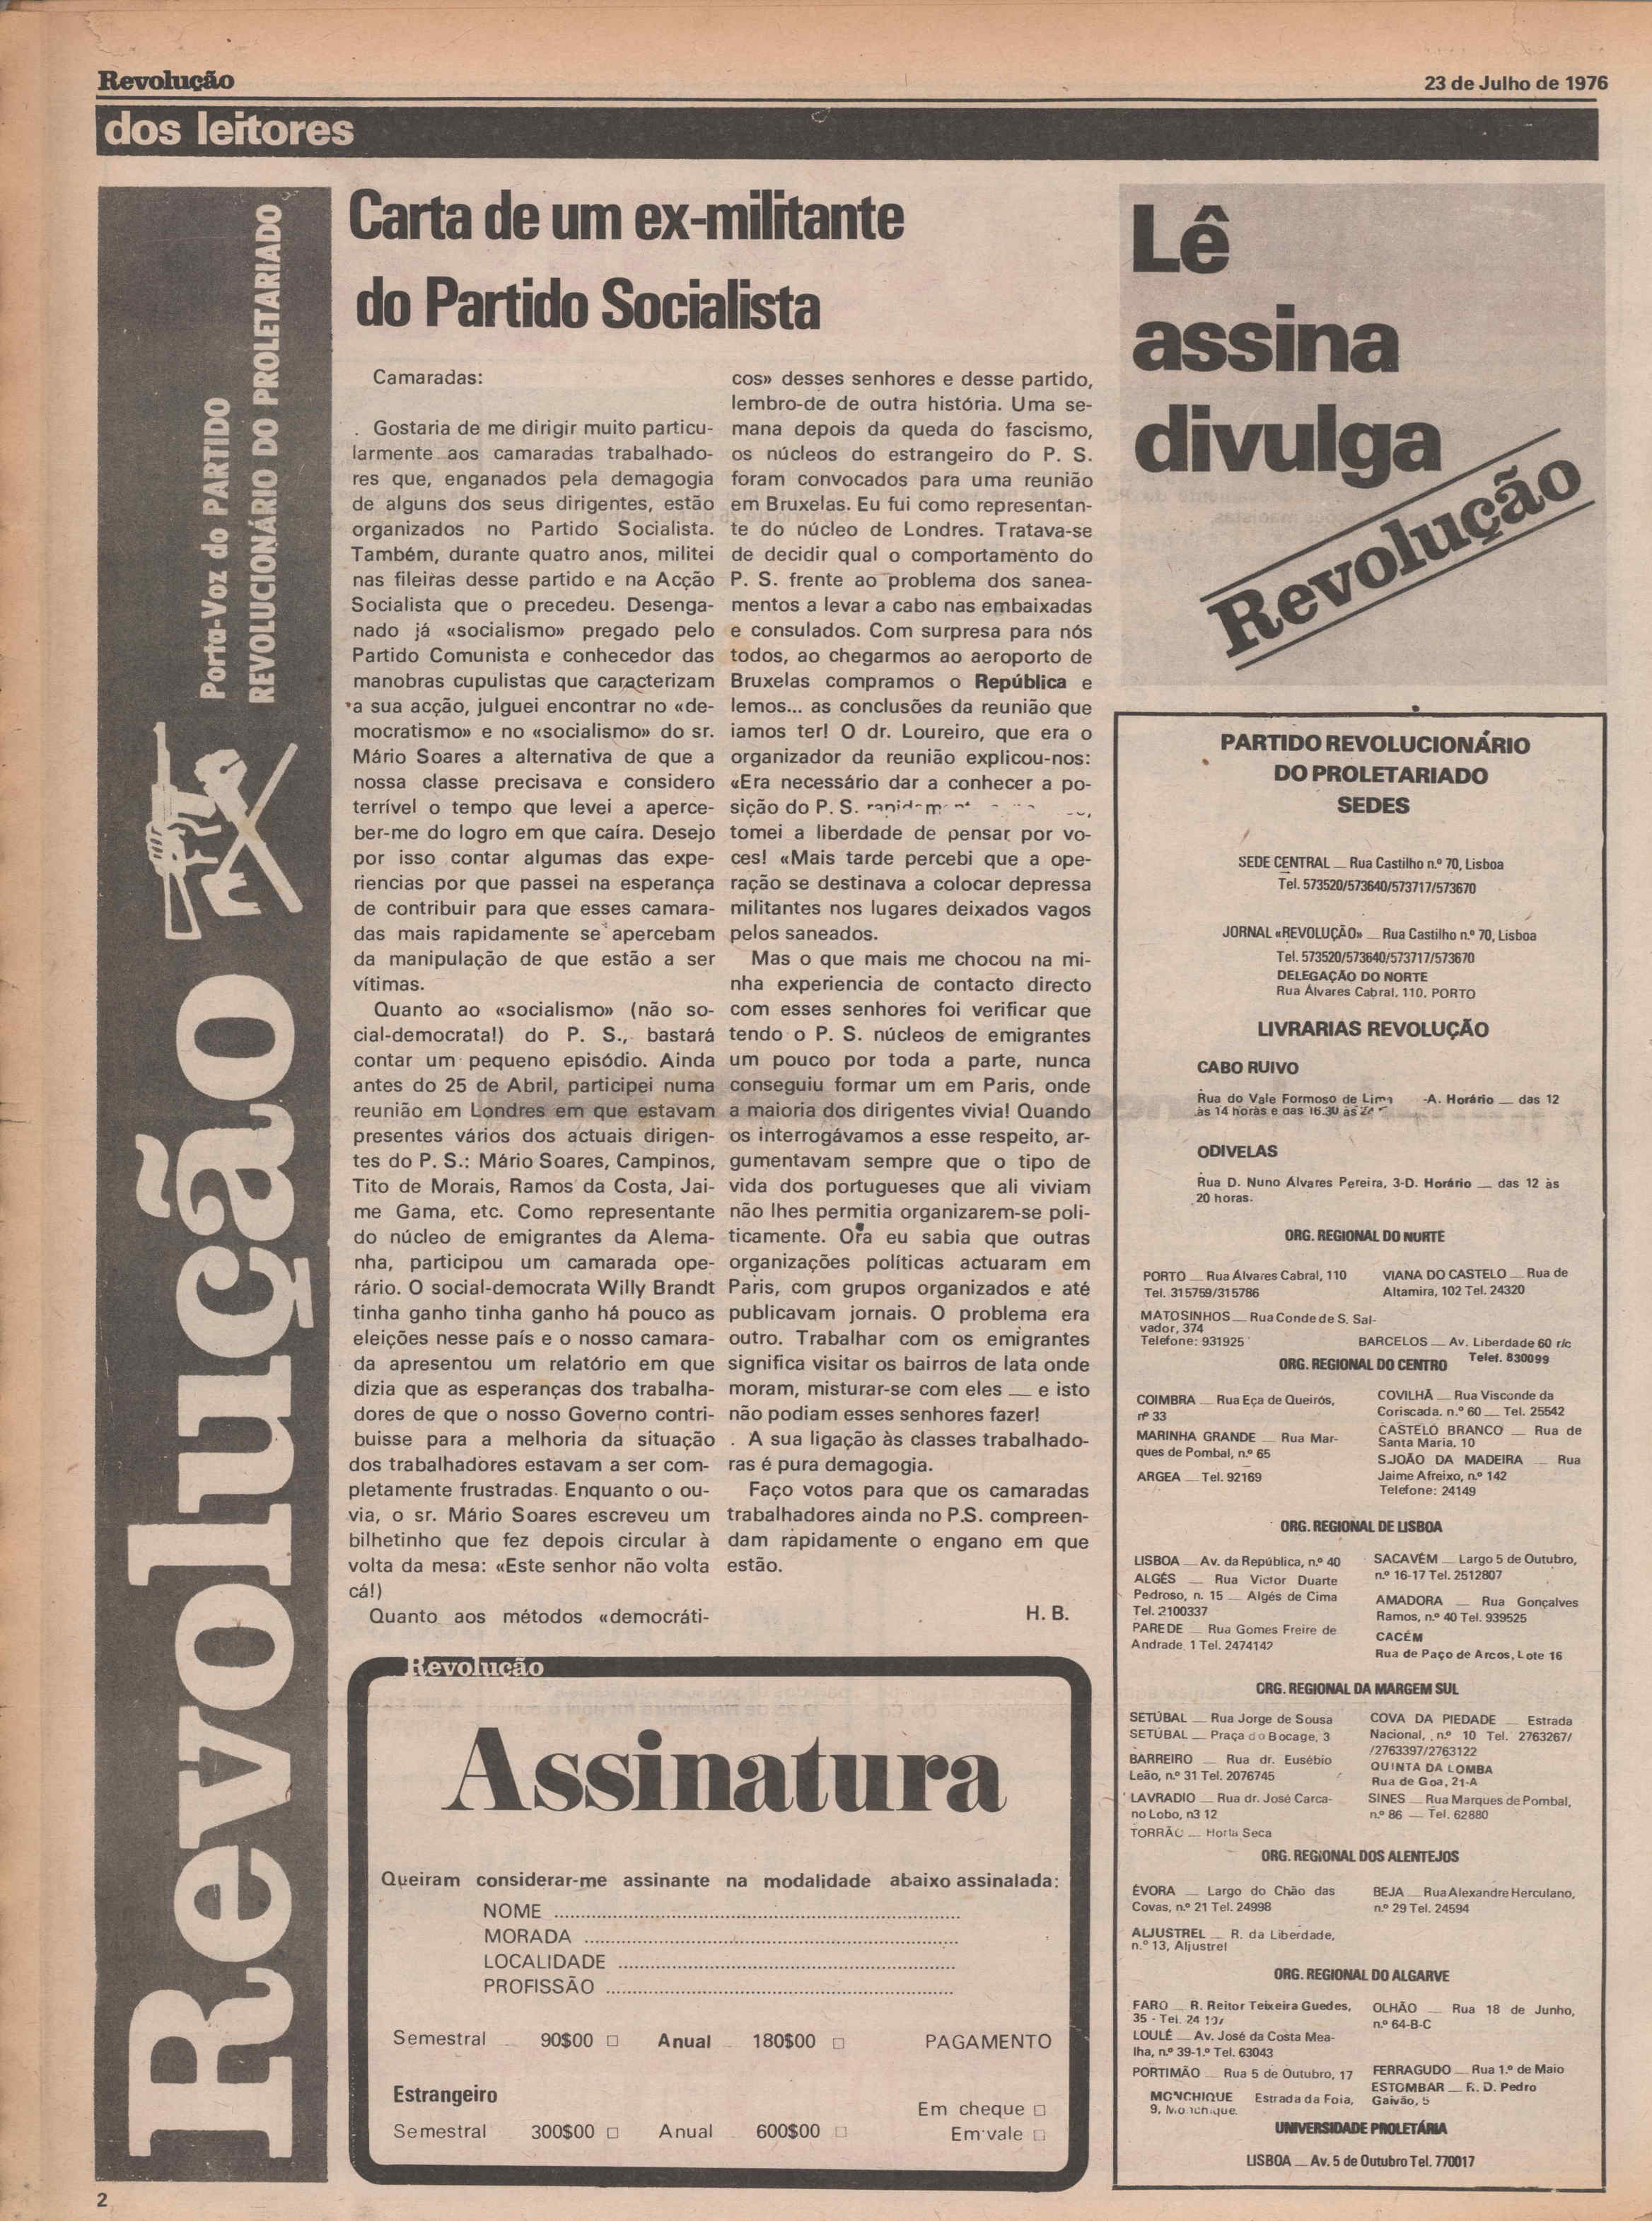 Revolução
23 de Julho de 1976
dos leitores
Revolução
Porta-Voz do PARTIDO
REVOLUCIONÁRIO DO PROLETARIADO
Carta de um ex-militante
do Partido Socialista
Camaradas:
Gostaria de me dirigir muito particu-
larmente aos camaradas trabalhado-
res que, enganados pela demagogia
de alguns dos seus dirigentes, estão
organizados no Partido Socialista.
Também, durante quatro anos, militei
nas fileiras desse partido e na Acção
Socialista que o precedeu. Desenga-
nado já «socialismo» pregado pelo
Partido Comunista e conhecedor das
manobras cupulistas que caracterizam
a sua acção, julguei encontrar no «de-
mocratismo» e no «socialismo» do sr.
Mário Soares a alternativa de que a
nossa classe precisava e considero
terrível o tempo que levei a aperce-
ber-me do logro em que caíra. Desejo
por isso contar algumas das expe-
riencias por que passei na esperança
de contribuir para que esses camara-
das mais rapidamente se apercebam
da manipulação de que estão a ser
vítimas.
Quanto ao «socialismo» (não so-
cial-democrata!) do P. S., bastará
contar um pequeno episódio. Ainda
antes do 25 de Abril, participei numa
reunião em Londres em que estavam
presentes vários dos actuais dirigen-
tes do P. S.: Mário Soares, Campinos,
Tito de Morais, Ramos da Costa, Jai-
me Gama, etc. Como representante
do núcleo de emigrantes da Alema-
nha, participou um camarada ope-
rário. O social-democrata Willy Brandt
tinha ganho tinha ganho há pouco as
eleições nesse país e o nosso camara-
da apresentou um relatório em que
dizia que as esperanças dos trabalha-
dores de que o nosso Governo contri-
buisse para a melhoria da situação
dos trabalhadores estavam a ser com-
pletamente frustradas. Enquanto o ou-
via, o sr. Mário Soares escreveu um
bilhetinho que fez depois circular à
volta da mesa: «Este senhor não volta
cá!)
Quanto aos métodos «democráti-
cos» desses senhores e desse partido,
lembro-de de outra história. Uma se-
mana depois da queda do fascismo,
os núcleos do estrangeiro do P. S.
foram convocados para uma reunião
em Bruxelas. Eu fui como representan-
te do núcleo de Londres. Tratava-se
de decidir qual o comportamento do
P. S. frente ao problema dos sanea-
mentos a levar a cabo nas embaixadas
e consulados. Com surpresa para nós
todos, ao chegarmos ao aeroporto de
Bruxelas compramos o República e
lemos... as conclusões da reunião que
iamos ter! O dr. Loureiro, que era o
organizador da reunião explicou-nos:
«Era necessário dar a conhecer a po-
sição do P. S.
tomei a liberdade de pensar por vo-
ces! «Mais tarde percebi que a ope-
ração se destinava a colocar depressa
militantes nos lugares deixados vagos
pelos saneados.
Mas o que mais me chocou na mi-
nha experiencia de contacto directo
com esses senhores foi verificar que
tendo o P. S. núcleos de emigrantes
um pouco por toda a parte, nunca
conseguiu formar um em Paris, onde
a maioria dos dirigentes vivia! Quando
os interrogávamos a esse respeito, ar-
gumentavam sempre que o tipo de
vida dos portugueses que ali viviam
não lhes permitia organizarem-se poli-
ticamente. Ora eu sabia que outras
organizações políticas actuaram em
Paris, com grupos organizados e até
publicavam jornais. O problema era
outro. Trabalhar com os emigrantes
significa visitar os bairros de lata onde
moram, misturar-se com eles — e isto
não podiam esses senhores fazer!
A sua ligação às classes trabalhado-
ras é pura demagogia.
Faço votos para que os camaradas
trabalhadores ainda no P.S. compreen-
dam rapidamente o engano em que
estão.
H. B.
Revolução
Assinatura
Queiram considerar-me assinante na modalidade abaixo assinalada:
NOME
MORADA
LOCALIDADE
PROFISSÃO
Semestral 90$00 □ Anual 180$00 □ PAGAMENTO
Estrangeiro
Em cheque □
Semestral 300$00 □ Anual 600$00 □ Em vale □
Lê
assina
divulga
Revolução
PARTIDO REVOLUCIONÁRIO
DO PROLETARIADO
SEDES
SEDE CENTRAL — Rua Castilho n.º 70, Lisboa
Tel. 573520/573640/573717/573670
JORNAL «REVOLUÇÃO» — Rua Castilho n.º 70, Lisboa
Tel. 573520/573640/573717/573670
DELEGAÇÃO DO NORTE
Rua Álvares Cabral, 110, PORTO
LIVRARIAS REVOLUÇÃO
CABO RUIVO
Rua do Vale Formoso de Lima -A. Horário — das 12
às 14 horas e das 16.30 às
ODIVELAS
Rua D. Nuno Álvares Pereira, 3-D. Horário — das 12 às
20 horas.
ORG. REGIONAL DO NORTE
PORTO — Rua Álvares Cabral, 110
Tel. 315759/315786
MATOSINHOS — Rua Conde de S. Sal-
vador, 374
Telefone: 931925
VIANA DO CASTELO — Rua de
Altamira, 102 Tel. 24320
BARCELOS — Av. Liberdade 60 r/c
Telef. 830099
ORG. REGIONAL DO CENTRO
COIMBRA — Rua Eça de Queirós,
nº 33
MARINHA GRANDE — Rua Mar-
ques de Pombal, n.º 65
ARGEA — Tel. 92169
COVILHÃ — Rua Visconde da
Coriscada. n.º 60 — Tel. 25542
CASTELO BRANCO — Rua de
Santa Maria, 10
S.JOÃO DA MADEIRA — Rua
Jaime Afreixo, n.º 142
Telefone: 24149
ORG. REGIONAL DE LISBOA
LISBOA — Av. da República, n.º 40
ALGÉS — Rua Victor Duarte
Pedroso, n. 15 — Algés de Cima
Tel. 2100337
PAREDE — Rua Gomes Freire de
Andrade, 1 Tel. 2474142
SACAVÉM — Largo 5 de Outubro,
n.º 16-17 Tel. 2512807
AMADORA — Rua Gonçalves
Ramos, n.º 40 Tel. 939525
CACÉM
Rua de Paço de Arcos, Lote 16
ORG. REGIONAL DA MARGEM SUL
SETÚBAL — Rua Jorge de Sousa
SETÚBAL — Praça do Bocage, 3
BARREIRO — Rua dr. Eusébio
Leão, n.º 31 Tel. 2076745
LAVRADIO — Rua dr. José Carca-
no Lobo, n3 12
TORRÃO — Horta Seca
COVA DA PIEDADE — Estrada
Nacional, n.º 10 Tel. 2763267/
/2763397/2763122
QUINTA DA LOMBA
Rua de Goa, 21-A
SINES — Rua Marques de Pombal,
n.º 86 — Tel. 62880
ORG. REGIONAL DOS ALENTEJOS
ÉVORA — Largo do Chão das
Covas, n.º 21 Tel. 24998
ALJUSTREL — R. da Liberdade,
n.º 13, Aljustrel
BEJA — Rua Alexandre Herculano,
n.º 29 Tel. 24594
ORG. REGIONAL DO ALGARVE
FARO — R. Reitor Teixeira Guedes,
35 - Tel. 24
LOULÉ — Av. José da Costa Mea-
lha, n.º 39-1.º Tel. 63043
PORTIMÃO — Rua 5 de Outubro, 17
MONCHIQUE Estrada da Foia,
9, Monchique.
OLHÃO — Rua 18 de Junho,
n.º 64-B-C
FERRAGUDO — Rua 1.º de Maio
ESTOMBAR — R. D. Pedro
Gaivão, 5
UNIVERSIDADE PROLETÁRIA
LISBOA — Av. 5 de Outubro Tel. 770017
2